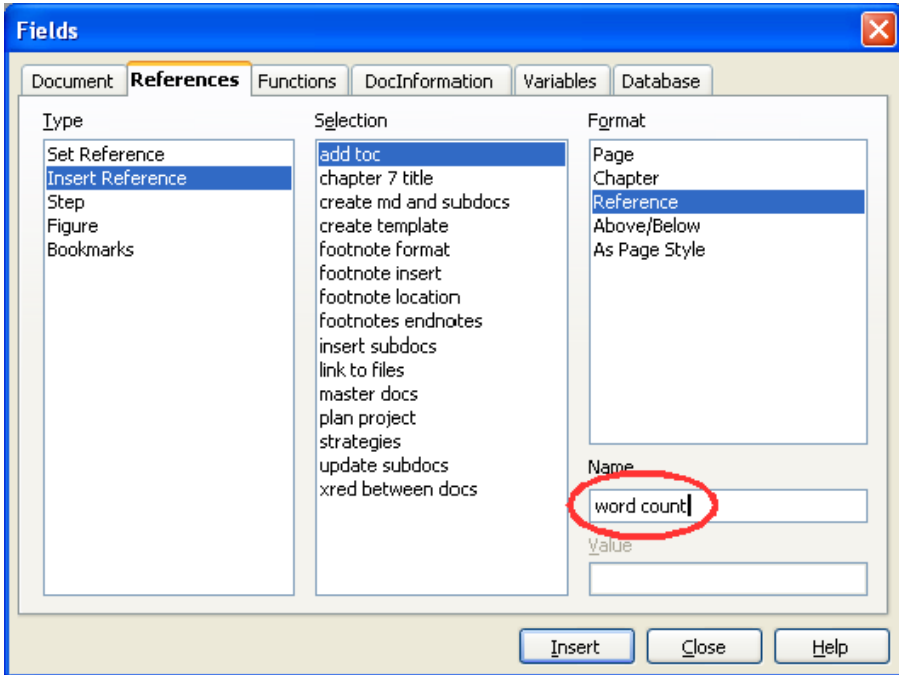 Fields
Document References Functions DocInformation Variables Database
Type
Set Reference
Insert Reference
Step
Figure
Bookmarks
Selection
add toc
chapter 7 title
create md and subdocs
create template
footnote format
footnote insert
footnote location
footnotes endnotes
insert subdocs
link to files
master docs
plan project
strategies
update subdocs
xred between docs
Format
Page
Chapter
Reference
Above/Below
As Page Style
Name
word count
Value
Insert Close Help